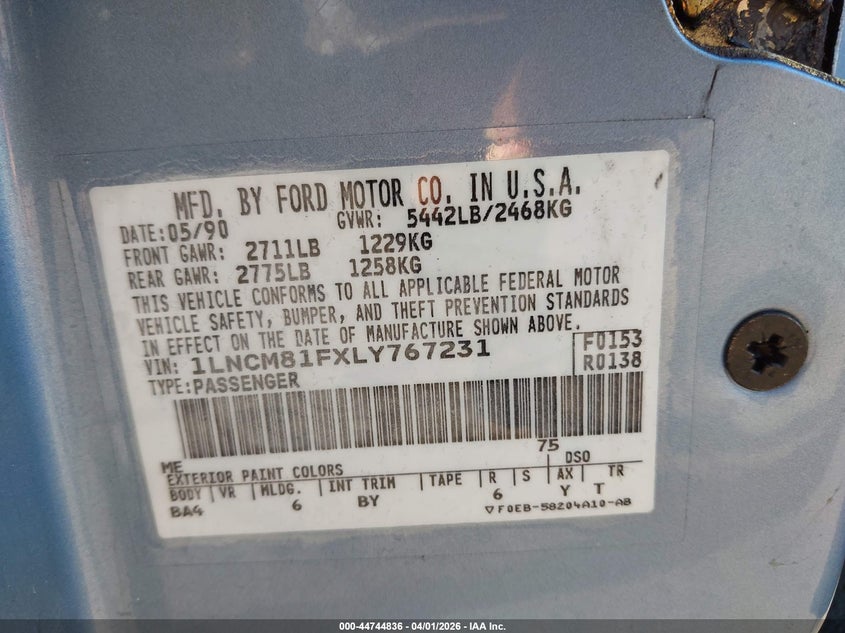 MFD. BY FORD MOTOR CO. IN U.S.A.
DATE:05/90 GVWR: 5442LB/2468KG
FRONT GAWR: 2711LB 1229KG
REAR GAWR: 2775LB 1258KG
THIS VEHICLE CONFORMS TO ALL APPLICABLE FEDERAL MOTOR
VEHICLE SAFETY, BUMPER, AND THEFT PREVENTION STANDARDS
IN EFFECT ON THE DATE OF MANUFACTURE SHOWN ABOVE.
VIN: 1LNCM81FXLY767231 F0153
TYPE:PASSENGER R0138
75
ME DSO
EXTERIOR PAINT COLORS
BODY VR MLDG. INT TRIM TAPE R S AX TR
BA4 6 BY 6 Y T
▽F0EB-58204A10-AB
000-44744836 04/01/2026 IAA Inc.